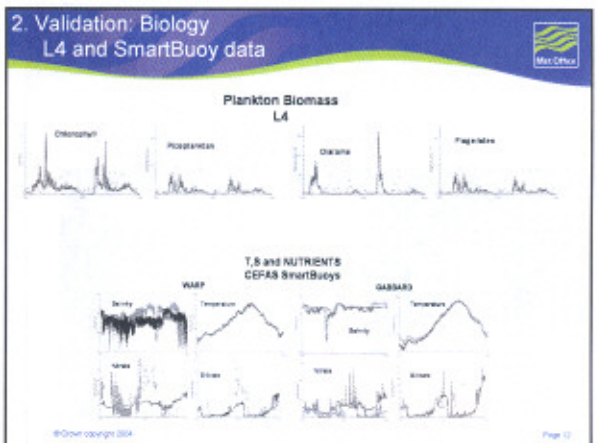 2. Validation: Biology
L4 and SmartBuoy data
Met Office
Plankton Biomass
L4
Chlorophyll
Picoplankton
Diatoms
Flagellates
T,S and NUTRIENTS
CEFAS SmartBuoys
WARP
GABBARD
Salinity
Temperature
Salinity
Temperature
Nitrate
Silicate
Nitrate
Silicate
© Crown copyright 2004
Page 12